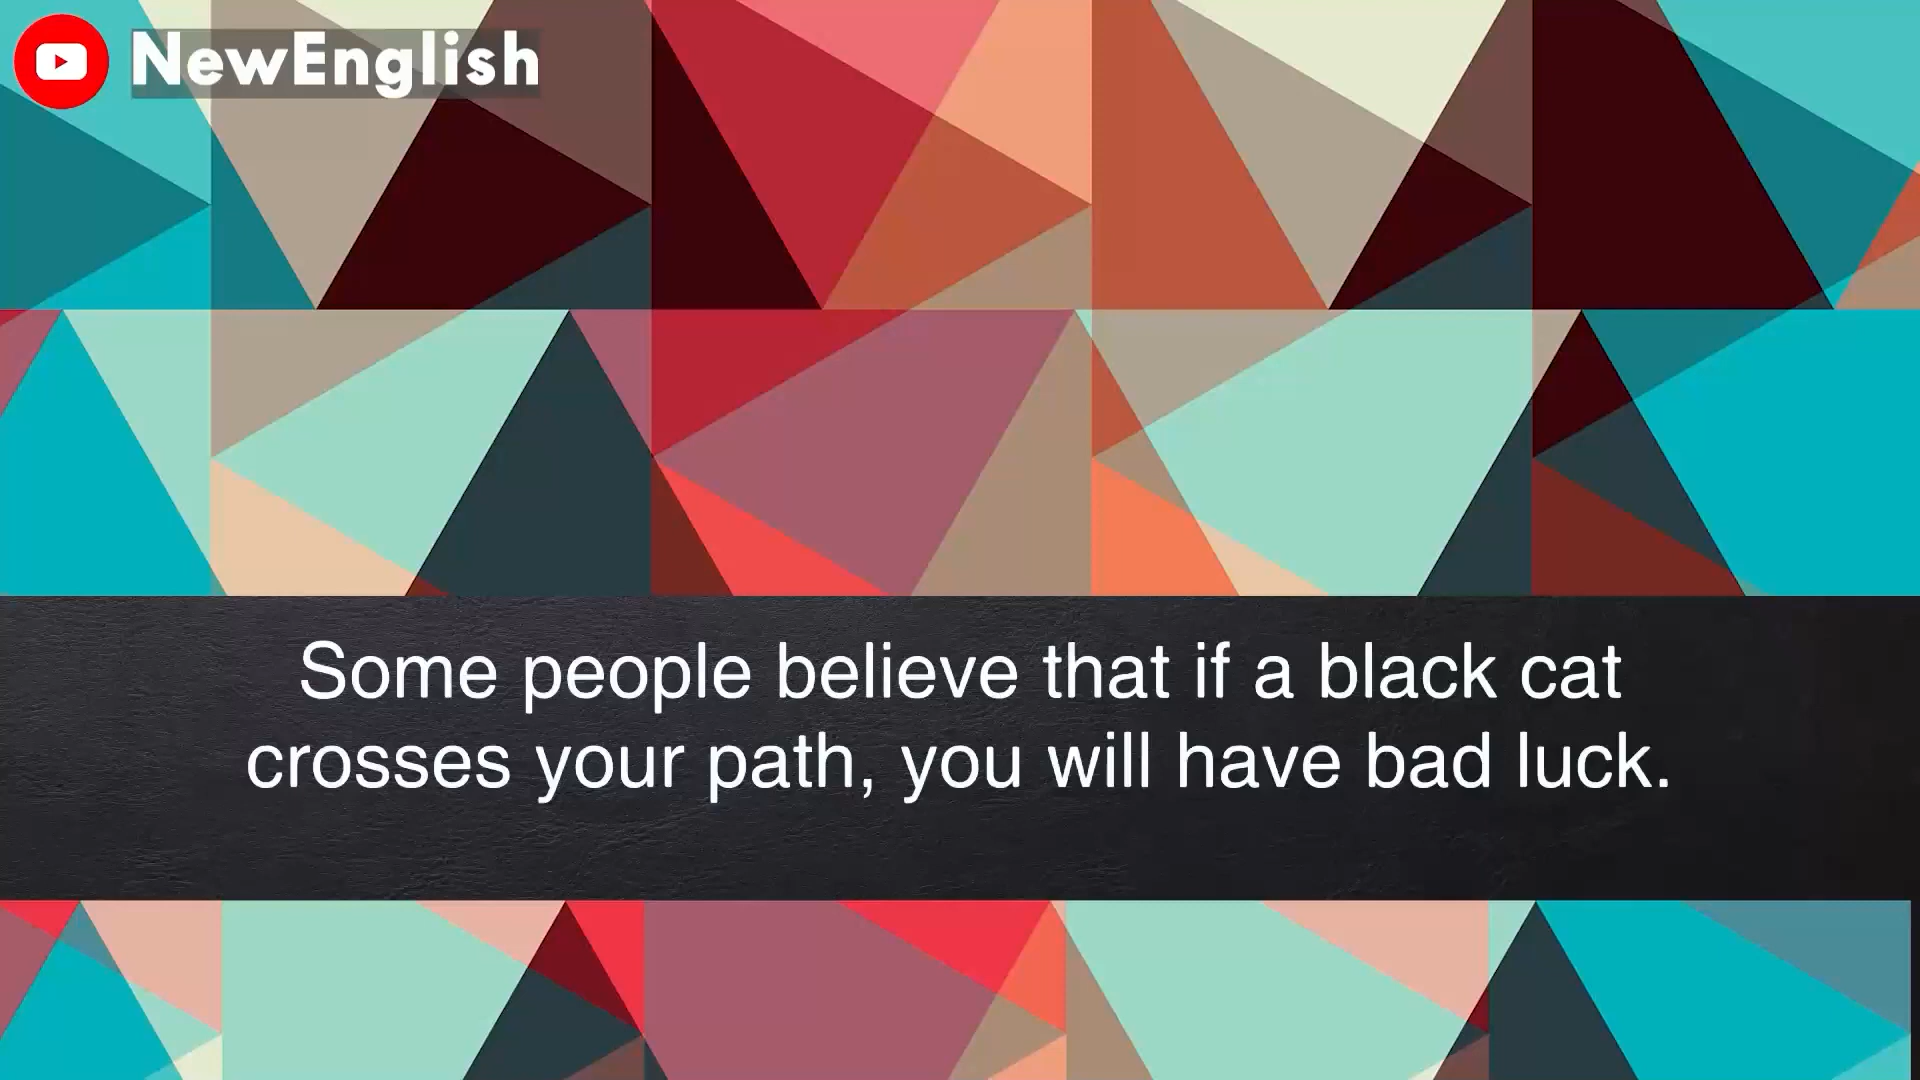 NewEnglish
Some people believe that if a black cat
crosses your path, you will have bad luck.